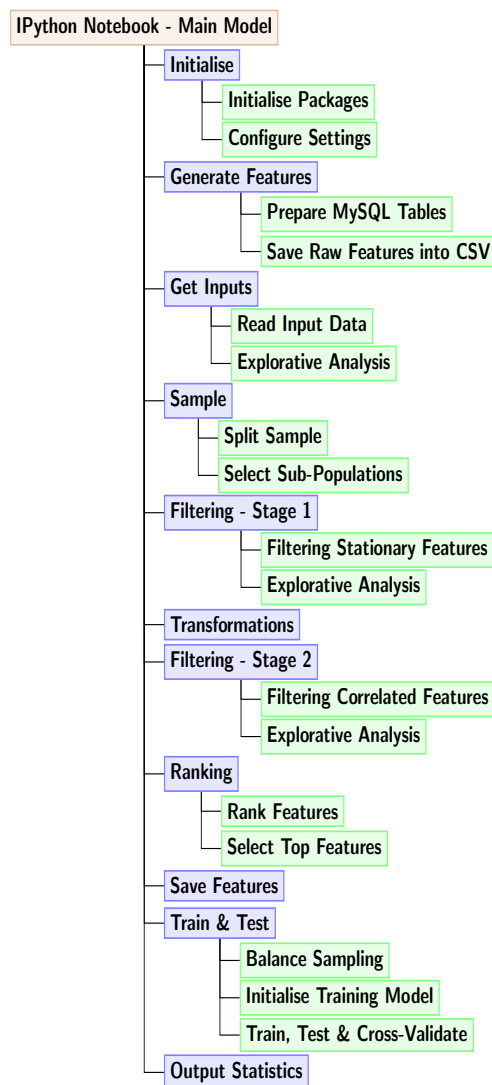 IPython Notebook - Main Model
Initialise
Initialise Packages
Configure Settings
Generate Features
Prepare MySQL Tables
Save Raw Features into CSV
Get Inputs
Read Input Data
Explorative Analysis
Sample
Split Sample
Select Sub-Populations
Filtering - Stage 1
Filtering Stationary Features
Explorative Analysis
Transformations
Filtering - Stage 2
Filtering Correlated Features
Explorative Analysis
Ranking
Rank Features
Select Top Features
Save Features
Train & Test
Balance Sampling
Initialise Training Model
Train, Test & Cross-Validate
Output Statistics